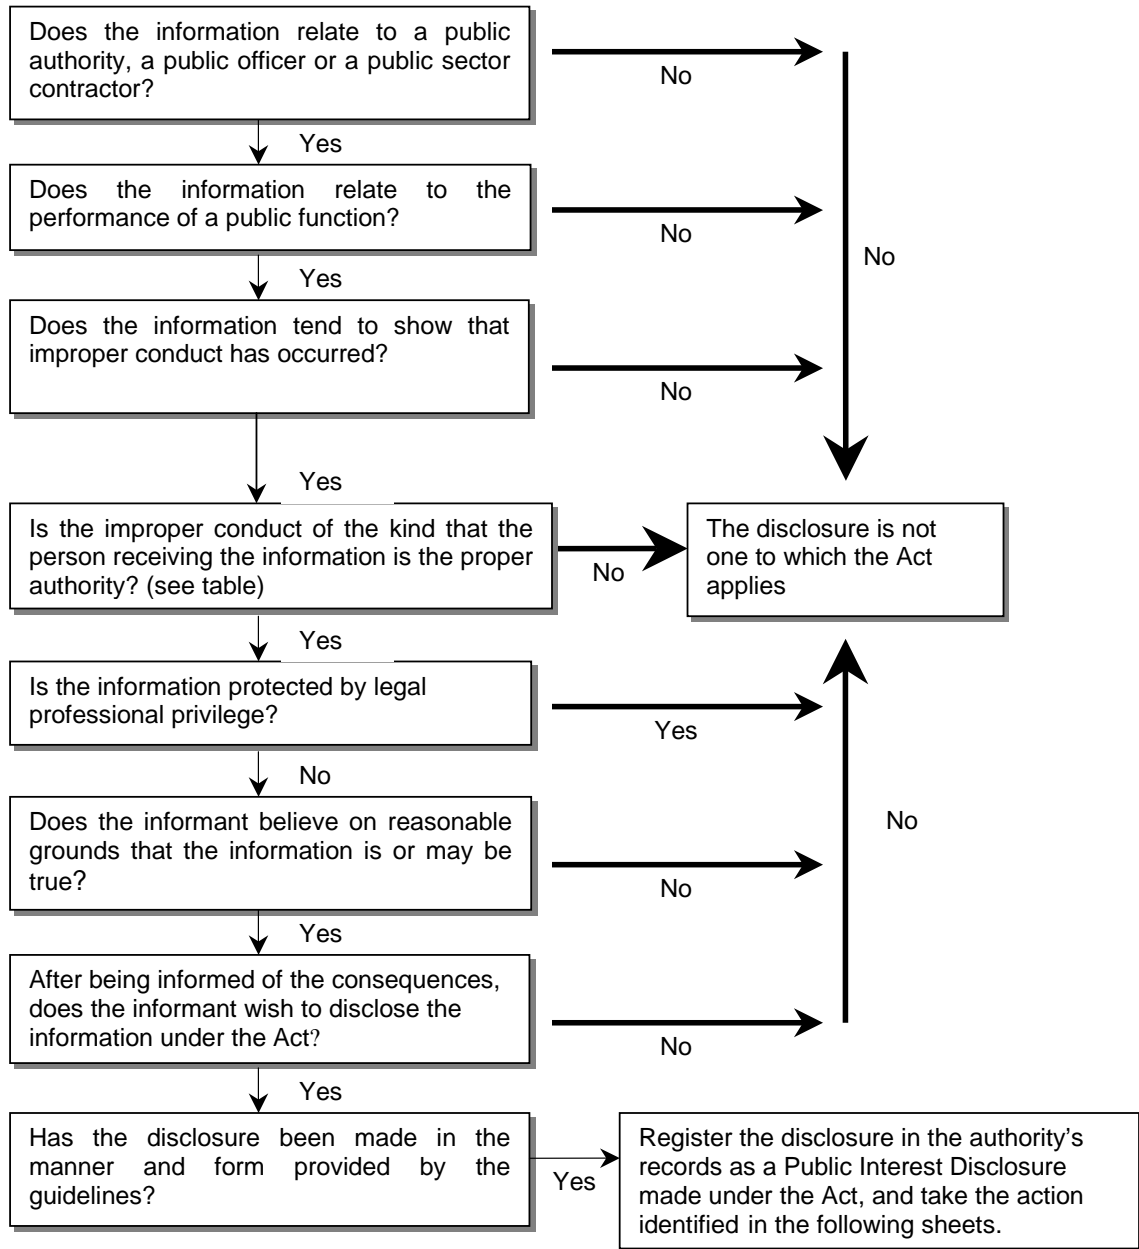 Does the information relate to a public
authority, a public officer or a public sector
contractor?
No
Yes
Does the information relate to the
performance of a public function?
No
No
Yes
Does the information tend to show that
improper conduct has occurred?
No
Yes
Is the improper conduct of the kind that the
person receiving the information is the proper
authority? (see table)
No
The disclosure is not
one to which the Act
applies
Yes
Is the information protected by legal
professional privilege?
Yes
No
Does the informant believe on reasonable
grounds that the information is or may be
true?
No
No
Yes
After being informed of the consequences,
does the informant wish to disclose the
information under the Act?
No
Yes
Has the disclosure been made in the
manner and form provided by the
guidelines?
Yes
Register the disclosure in the authority's
records as a Public Interest Disclosure
made under the Act, and take the action
identified in the following sheets.